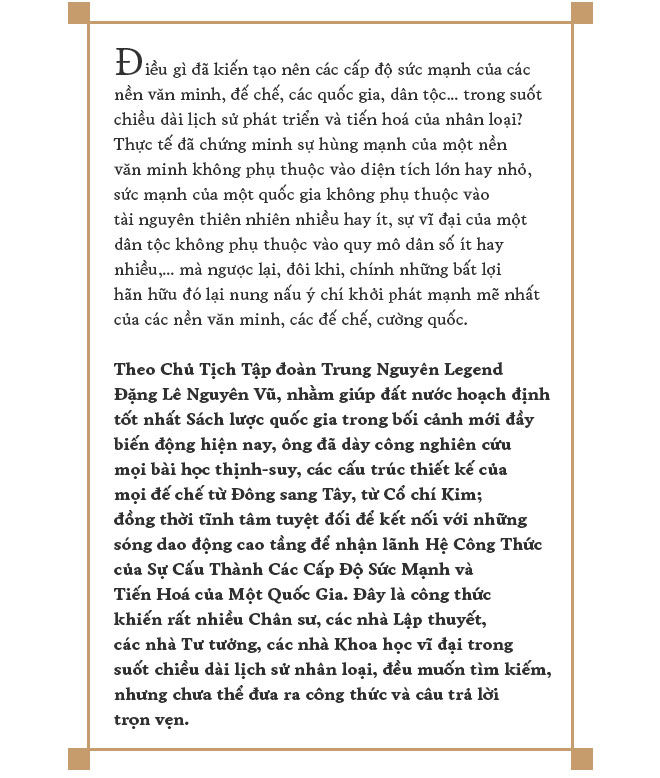 Điều gì đã kiến tạo nên các cấp độ sức mạnh của các
nền văn minh, đế chế, các quốc gia, dân tộc... trong suốt
chiều dài lịch sử phát triển và tiến hoá của nhân loại?
Thực tế đã chứng minh sự hùng mạnh của một nền
văn minh không phụ thuộc vào diện tích lớn hay nhỏ,
sức mạnh của một quốc gia không phụ thuộc vào
tài nguyên thiên nhiên nhiều hay ít, sự vĩ đại của một
dân tộc không phụ thuộc vào quy mô dân số ít hay
nhiều,... mà ngược lại, đôi khi, chính những bất lợi
hãn hữu đó lại nung nấu ý chí khởi phát mạnh mẽ nhất
của các nền văn minh, các đế chế, cường quốc.
Theo Chủ Tịch Tập đoàn Trung Nguyên Legend
Đặng Lê Nguyên Vũ, nhằm giúp đất nước hoạch định
tốt nhất Sách lược quốc gia trong bối cảnh mới đầy
biến động hiện nay, ông đã dày công nghiên cứu
mọi bài học thịnh-suy, các cấu trúc thiết kế của
mọi đế chế từ Đông sang Tây, từ Cổ chí Kim;
đồng thời tĩnh tâm tuyệt đối để kết nối với những
sóng dao động cao tầng để nhận lãnh Hệ Công Thức
của Sự Cấu Thành Các Cấp Độ Sức Mạnh và
Tiến Hoá của Một Quốc Gia. Đây là công thức
khiến rất nhiều Chân sư, các nhà Lập thuyết,
các nhà Tư tưởng, các nhà Khoa học vĩ đại trong
suốt chiều dài lịch sử nhân loại, đều muốn tìm kiếm,
nhưng chưa thể đưa ra công thức và câu trả lời
trọn vẹn.